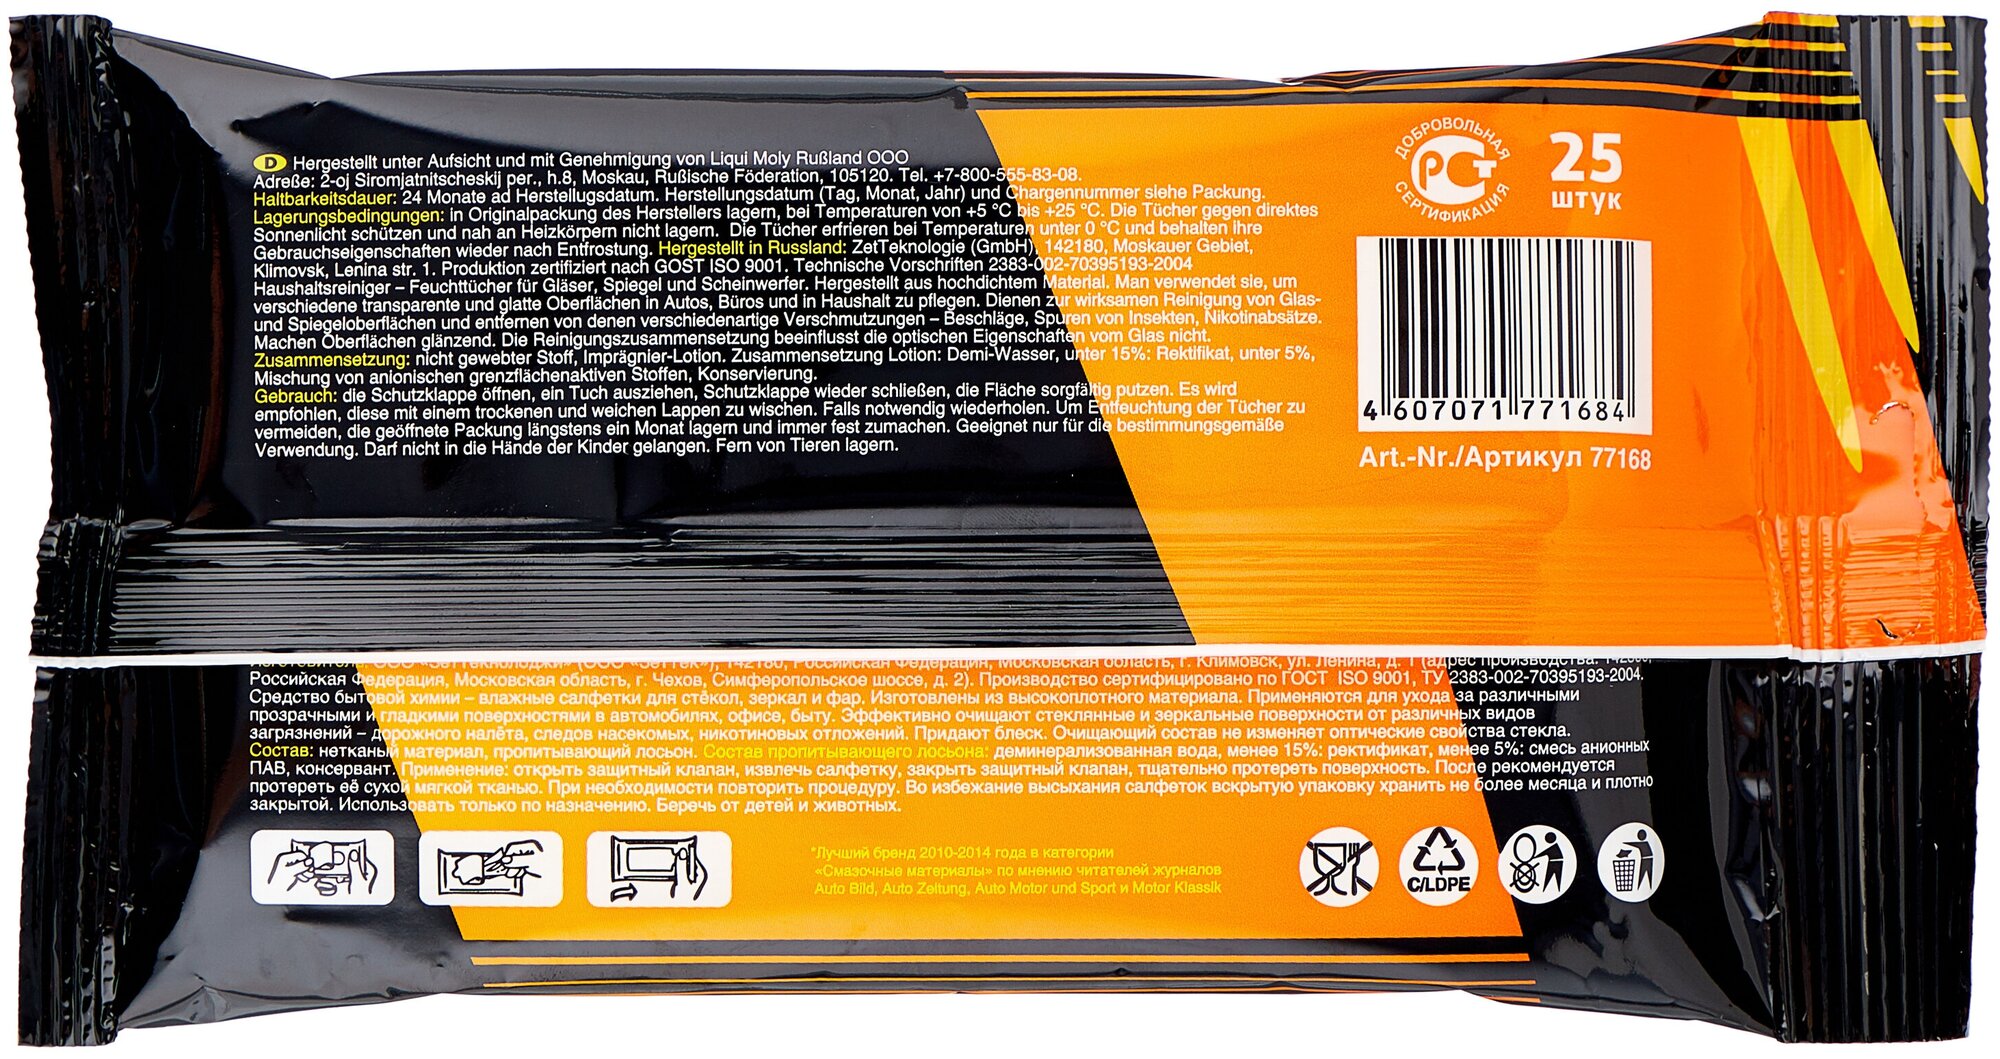 D Hergestellt unter Aufsicht und mit Genehmigung von Liqui Moly Rußland OOO
Adreße: 2-oj Siromjatnitscheskij per., h.8, Moskau, Rußische Föderation, 105120. Tel. +7-800-555-83-08.
Haltbarkeitsdauer: 24 Monate ad Herstellugsdatum. Herstellungsdatum (Tag, Monat, Jahr) und Chargennummer siehe Packung.
Lagerungsbedingungen: in Originalpackung des Herstellers lagern, bei Temperaturen von +5 °C bis +25 °C. Die Tücher gegen direktes
Sonnenlicht schützen und nah an Heizkörpern nicht lagern. Die Tücher erfrieren bei Temperaturen unter 0 °C und behalten ihre
Gebrauchseigenschaften wieder nach Entfrostung. Hergestellt in Russland: ZetTeknologie (GmbH), 142180, Moskauer Gebiet,
Klimovsk, Lenina str. 1. Produktion zertifiziert nach GOST ISO 9001. Technische Vorschriften 2383-002-70395193-2004
Haushaltsreiniger – Feuchttücher für Gläser, Spiegel und Scheinwerfer. Hergestellt aus hochdichtem Material. Man verwendet sie, um
verschiedene transparente und glatte Oberflächen in Autos, Büros und in Haushalt zu pflegen. Dienen zur wirksamen Reinigung von Glas-
und Spiegeloberflächen und entfernen von denen verschiedenartige Verschmutzungen – Beschläge, Spuren von Insekten, Nikotinabsätze.
Machen Oberflächen glänzend. Die Reinigungszusammensetzung beeinflusst die optischen Eigenschaften vom Glas nicht.
Zusammensetzung: nicht gewebter Stoff, Imprägnier-Lotion. Zusammensetzung Lotion: Demi-Wasser, unter 15%: Rektifikat, unter 5%,
Mischung von anionischen grenzflächenaktiven Stoffen, Konservierung.
Gebrauch: die Schutzklappe öffnen, ein Tuch ausziehen, Schutzklappe wieder schließen, die Fläche sorgfältig putzen. Es wird
empfohlen, diese mit einem trockenen und weichen Lappen zu wischen. Falls notwendig wiederholen. Um Entfeuchtung der Tücher zu
vermeiden, die geöffnete Packung längstens ein Monat lagern und immer fest zumachen. Geeignet nur für die bestimmungsgemäße
Verwendung. Darf nicht in die Hände der Kinder gelangen. Fern von Tieren lagern.
ДОБРОВОЛЬНАЯ
РСТ
СЕРТИФИКАЦИЯ
25
штук
4 607071 771684
Art.-Nr./Артикул 77168
Изготовитель: ООО «ЗетТекнолоджи» (ООО «ЗетТек»), 142180, Российская Федерация, Московская область, г. Климовск, ул. Ленина, д. 1 (адрес производства:
Российская Федерация, Московская область, г. Чехов, Симферопольское шоссе, д. 2). Производство сертифицировано по ГОСТ ISO 9001, ТУ 2383-002-70395193-2004.
Средство бытовой химии – влажные салфетки для стёкол, зеркал и фар. Изготовлены из высокоплотного материала. Применяются для ухода за различными
прозрачными и гладкими поверхностями в автомобилях, офисе, быту. Эффективно очищают стеклянные и зеркальные поверхности от различных видов
загрязнений – дорожного налёта, следов насекомых, никотиновых отложений. Придают блеск. Очищающий состав не изменяет оптические свойства стекла.
Состав: нетканый материал, пропитывающий лосьон. Состав пропитывающего лосьона: деминерализованная вода, менее 15%: ректификат, менее 5%: смесь анионных
ПАВ, консервант. Применение: открыть защитный клапан, извлечь салфетку, закрыть защитный клапан, тщательно протереть поверхность. После рекомендуется
протереть её сухой мягкой тканью. При необходимости повторить процедуру. Во избежание высыхания салфеток вскрытую упаковку хранить не более месяца и плотно
закрытой. Использовать только по назначению. Беречь от детей и животных.
*Лучший бренд 2010-2014 года в категории
«Смазочные материалы» по мнению читателей журналов
Auto Bild, Auto Zeitung, Auto Motor und Sport и Motor Klassik
C/LDPE